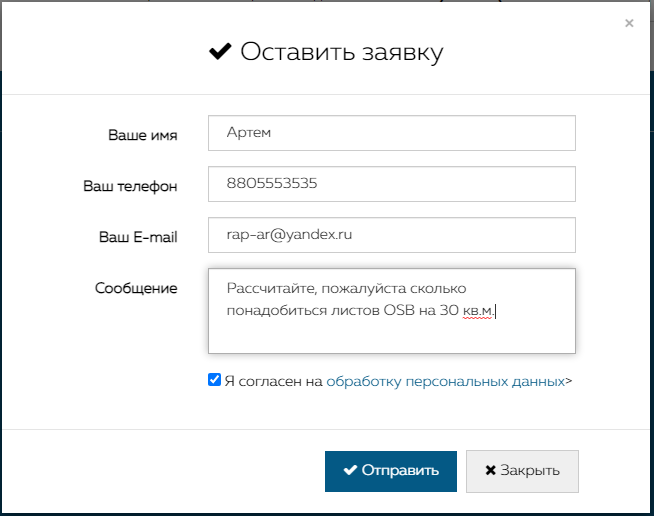 ×
✔ Оставить заявку
Ваше имя
Артем
Ваш телефон
8805553535
Ваш E-mail
rap-ar@yandex.ru
Сообщение
Рассчитайте, пожалуйста сколько
понадобиться листов OSB на 30 кв.м.
Я согласен на обработку персональных данных>
✔ Отправить
✖ Закрыть